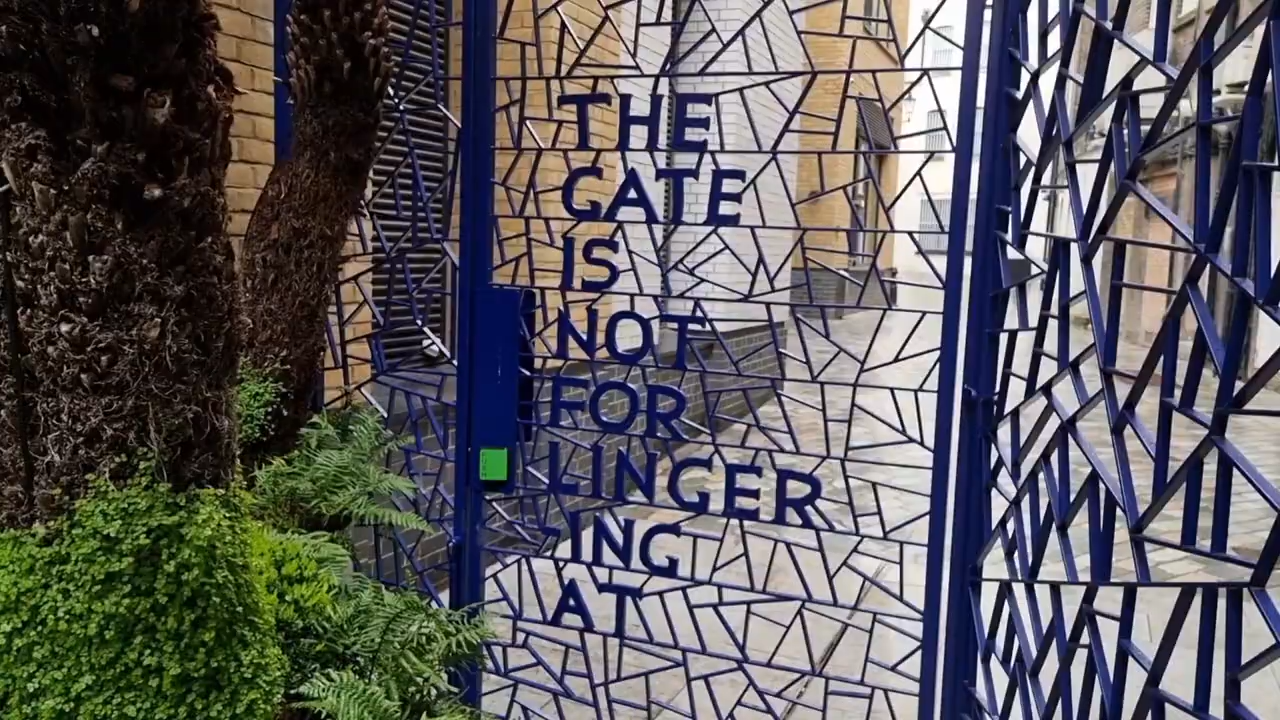 THE
GATE
IS
NOT
FOR
LINGER
-ING
AT